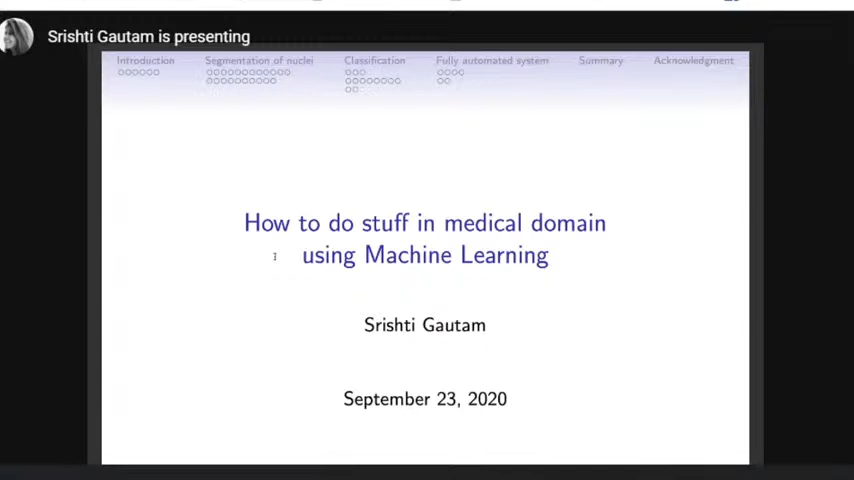 Srishti Gautam is presenting
Introduction Segmentation of nuclei Classification Fully automated system Summary Acknowledgment
How to do stuff in medical domain
using Machine Learning
Srishti Gautam
September 23, 2020